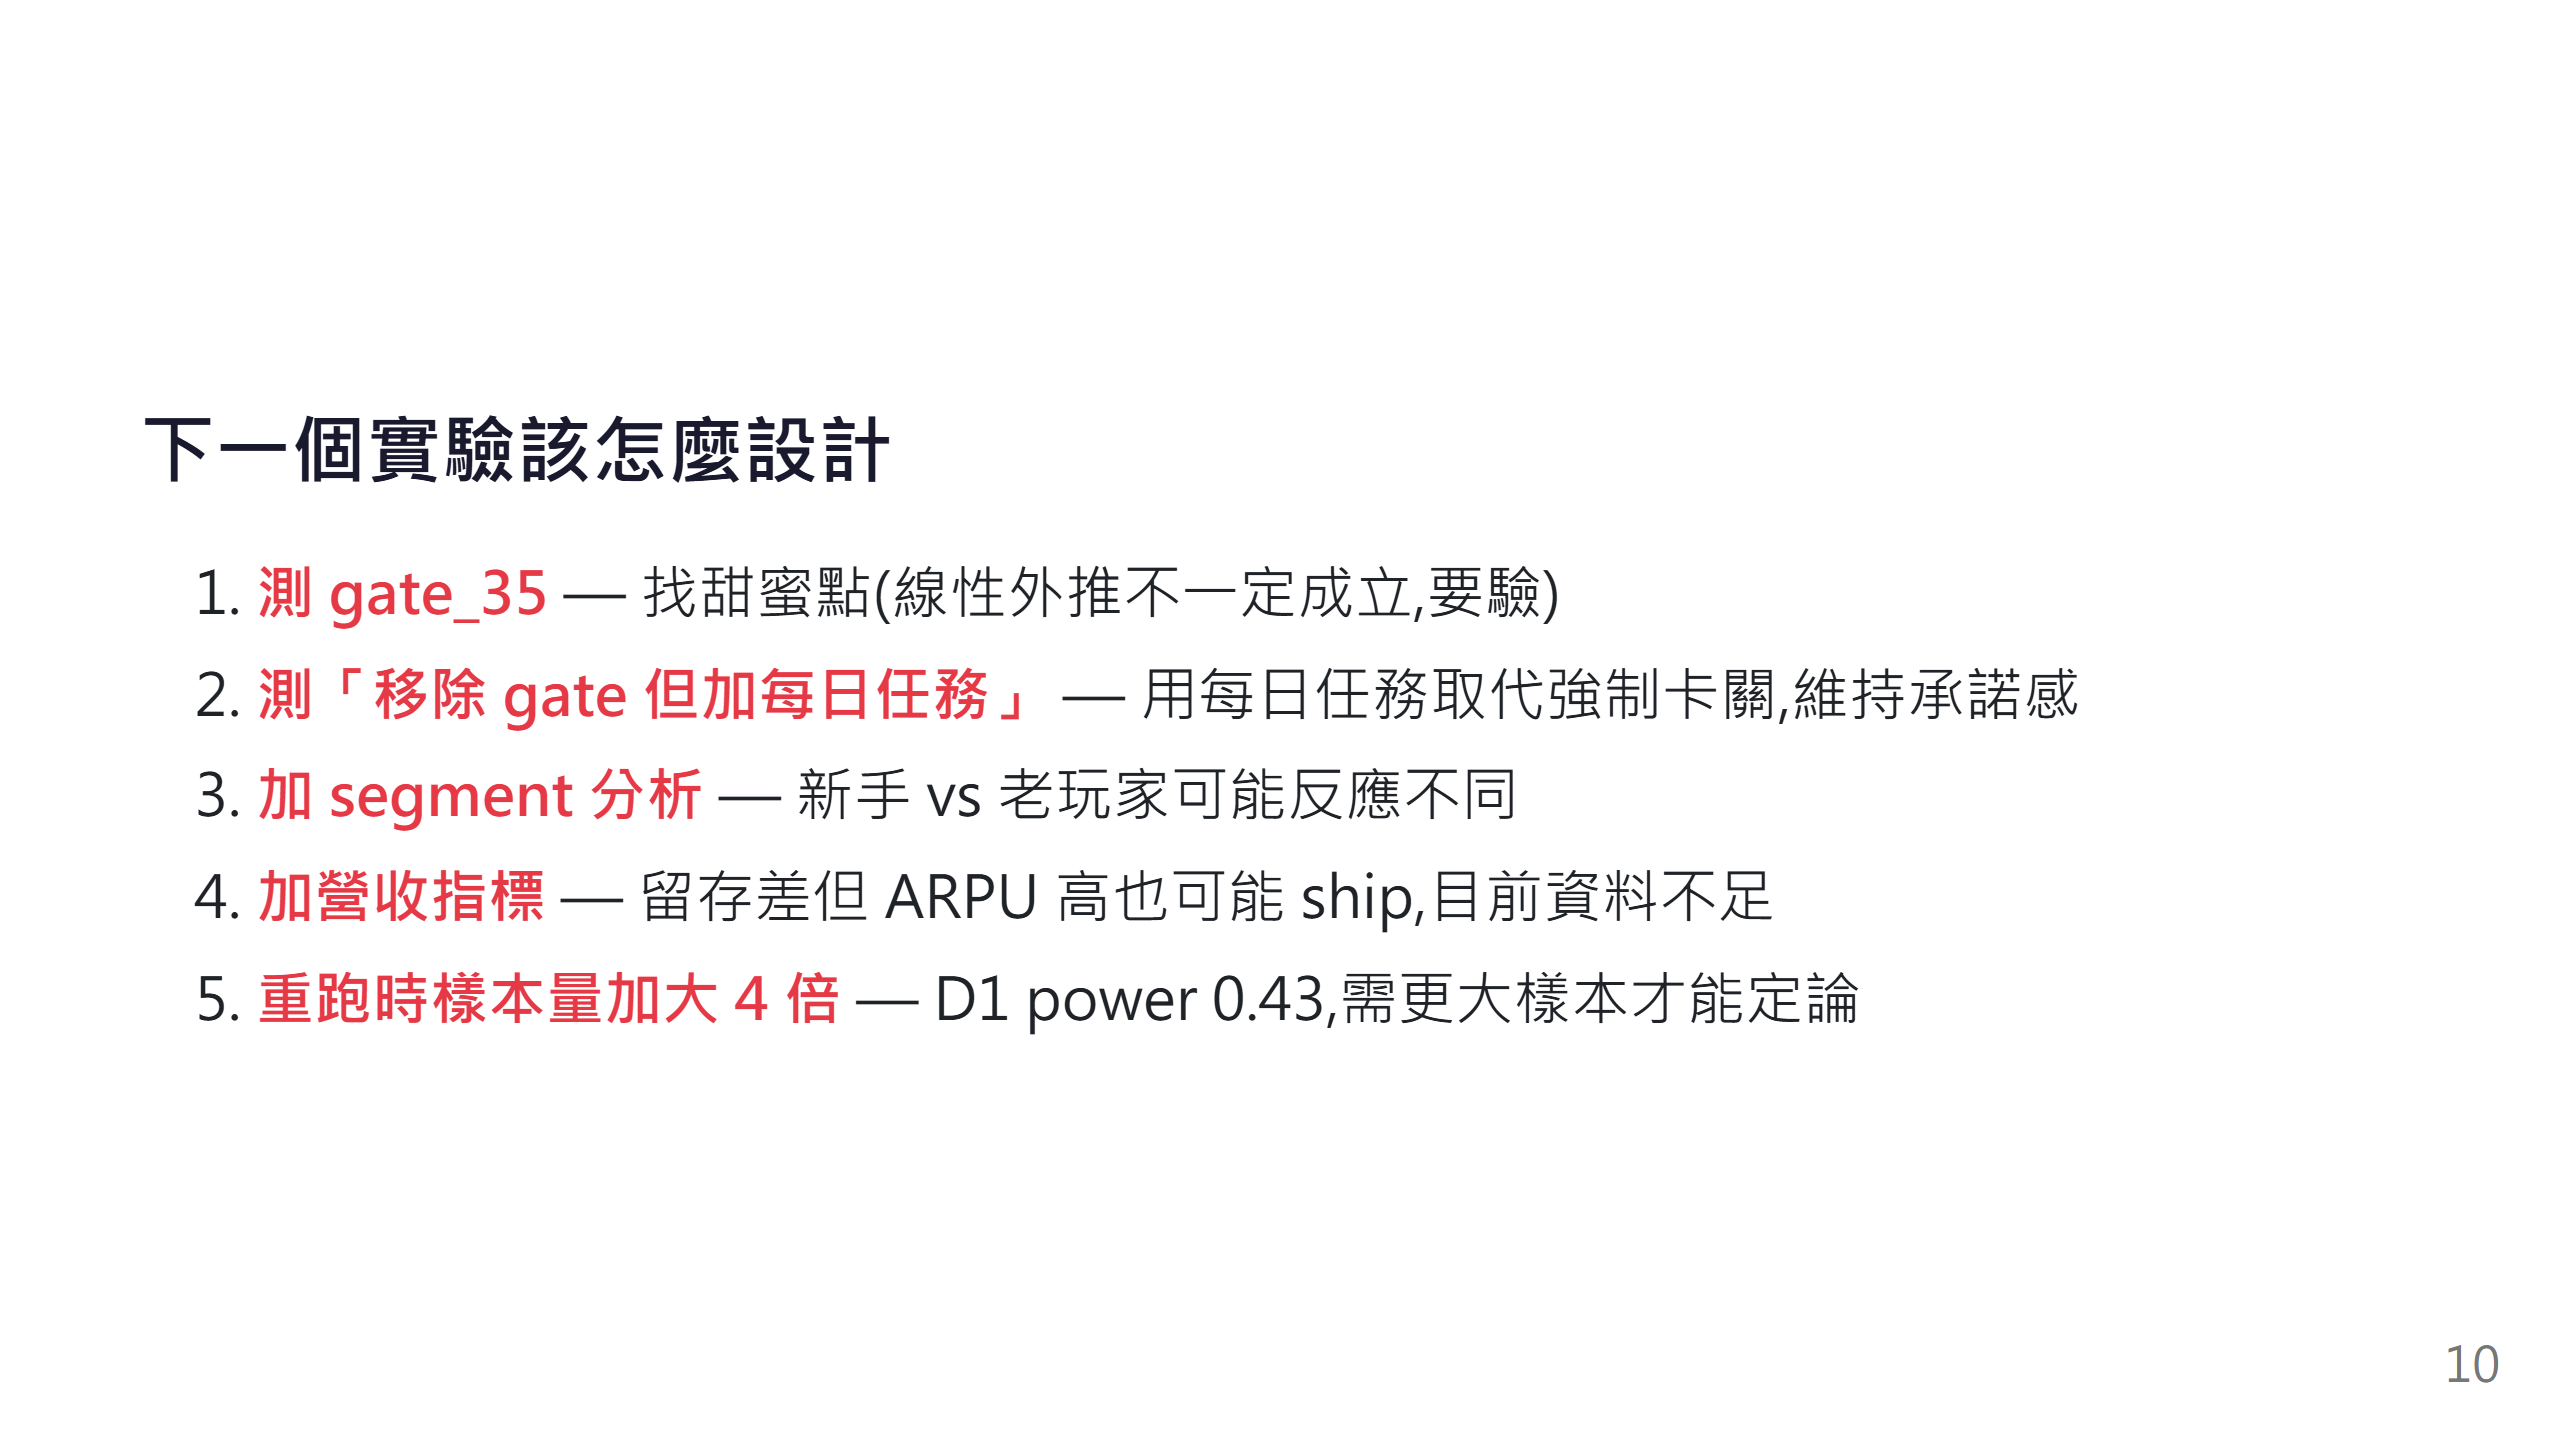 下一個實驗該怎麼設計
1. 測 gate_35 — 找甜蜜點(線性外推不一定成立,要驗)
2. 測「移除 gate 但加每日任務」 — 用每日任務取代強制卡關,維持承諾感
3. 加 segment 分析 — 新手 vs 老玩家可能反應不同
4. 加營收指標 — 留存差但 ARPU 高也可能 ship,目前資料不足
5. 重跑時樣本量加大 4 倍 — D1 power 0.43,需更大樣本才能定論
10